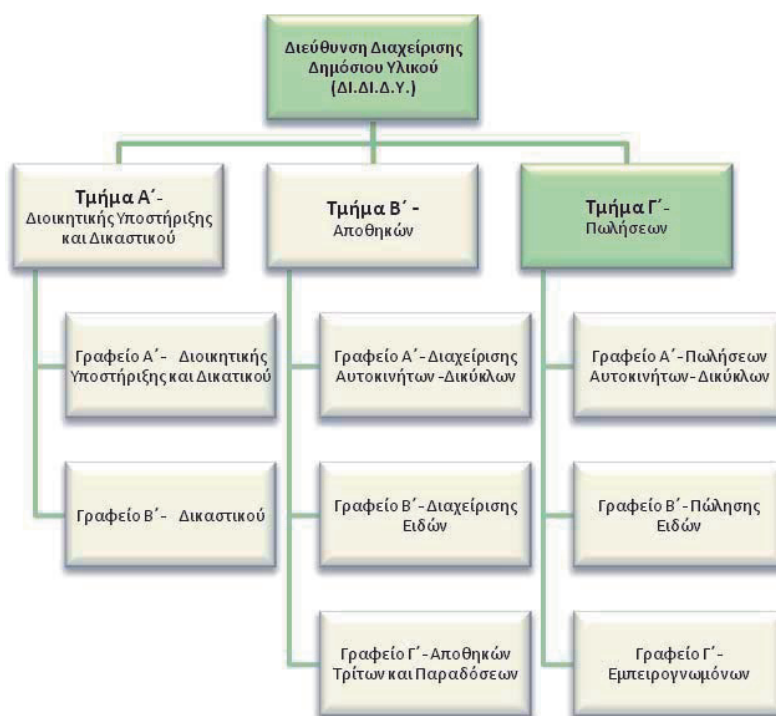 Διεύθυνση Διαχείρισης
Δημόσιου Υλικού
(ΔΙ.ΔΙ.Δ.Υ.)
Τμήμα Α΄-
Διοικητικής Υποστήριξης
και Δικαστικού
Τμήμα Β΄ -
Αποθηκών
Τμήμα Γ΄-
Πωλήσεων
Γραφείο Α΄- Διοικητικής
Υποστήριξης και Δικατικού
Γραφείο Β΄- Δικαστικού
Γραφείο Α΄-Διαχείρισης
Αυτοκινήτων -Δικύκλων
Γραφείο Β΄-Διαχείρισης
Ειδών
Γραφείο Γ΄-Αποθηκών
Τρίτων και Παραδόσεων
Γραφείο Α΄-Πωλήσεων
Αυτοκινήτων-Δικύκλων
Γραφείο Β΄-Πώλησης
Ειδών
Γραφείο Γ΄-
Εμπειρογνωμόνων